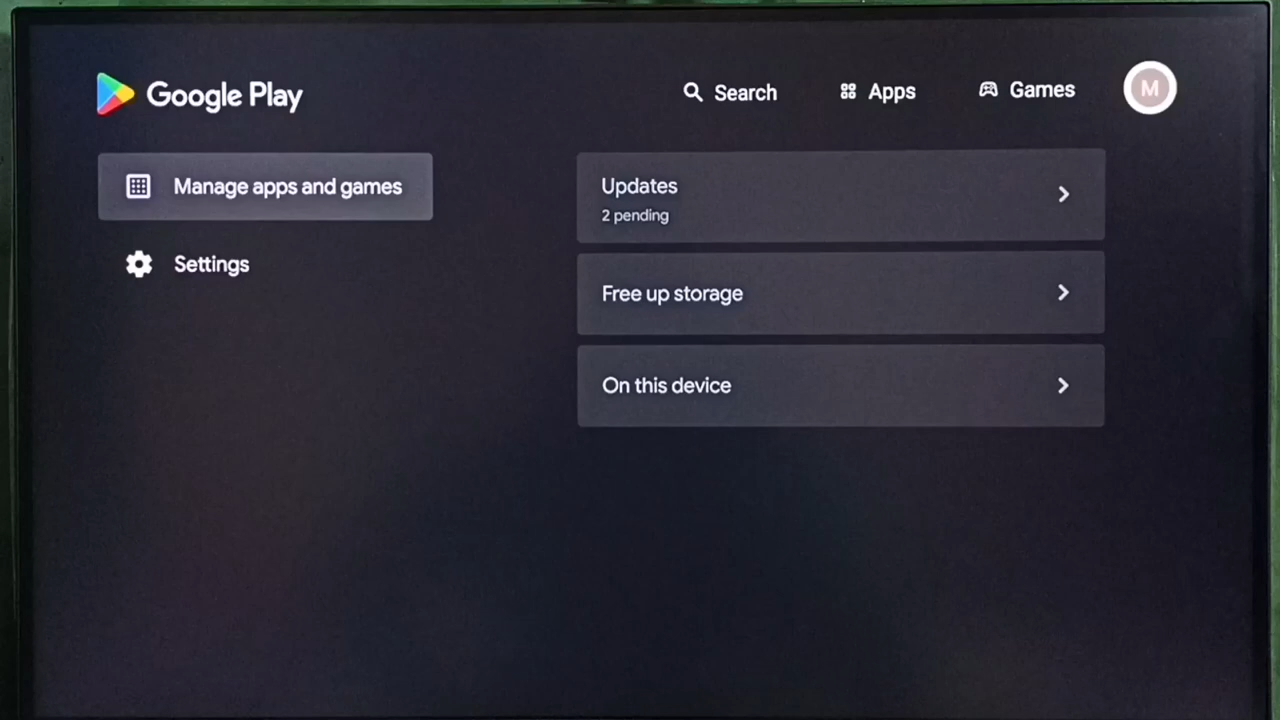 Google Play
Search
Apps
Games
M
Manage apps and games
Settings
Updates
2 pending
Free up storage
On this device